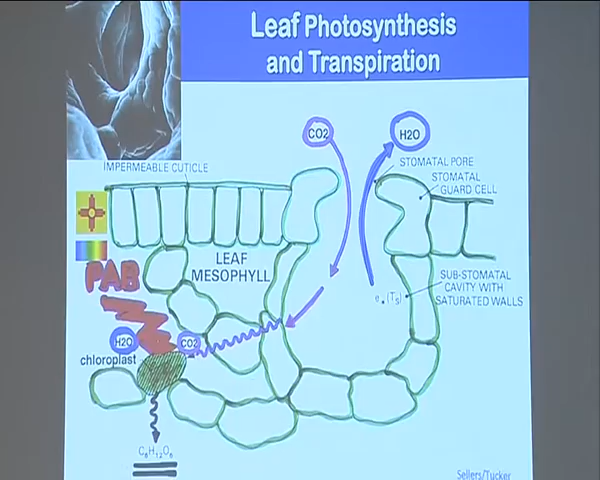 Leaf Photosynthesis
and Transpiration
CO2
H2O
IMPERMEABLE CUTICLE
STOMATAL PORE
STOMATAL
GUARD CELL
LEAF
MESOPHYLL
PAB
SUB-STOMATAL
CAVITY WITH
SATURATED WALLS
H2O
CO2
chloroplast
C₆H₁₂O₆
Sellers/Tucker